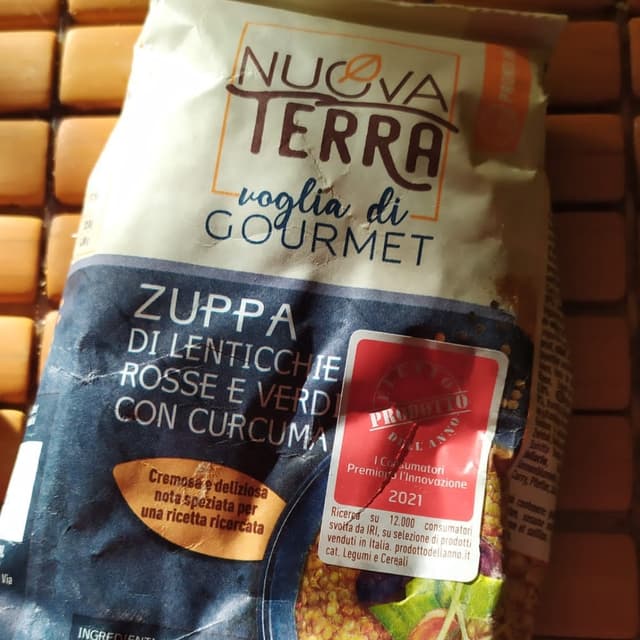 NUOVA
TERRA
voglia di
GOURMET
ZUPPA
DI LENTICCHIE
ROSSE E VERDI
CON CURCUMA
Cremosa e deliziosa
nota speziata per
una ricetta ricercata
ELETTO
PRODOTTO
DELL'ANNO
I Consumatori
Premiano l'Innovazione
2021
Ricerca su 12.000 consumatori
svolta da IRI, su selezione di prodotti
venduti in Italia. prodottodellanno.it
cat. Legumi e Cereali
Via